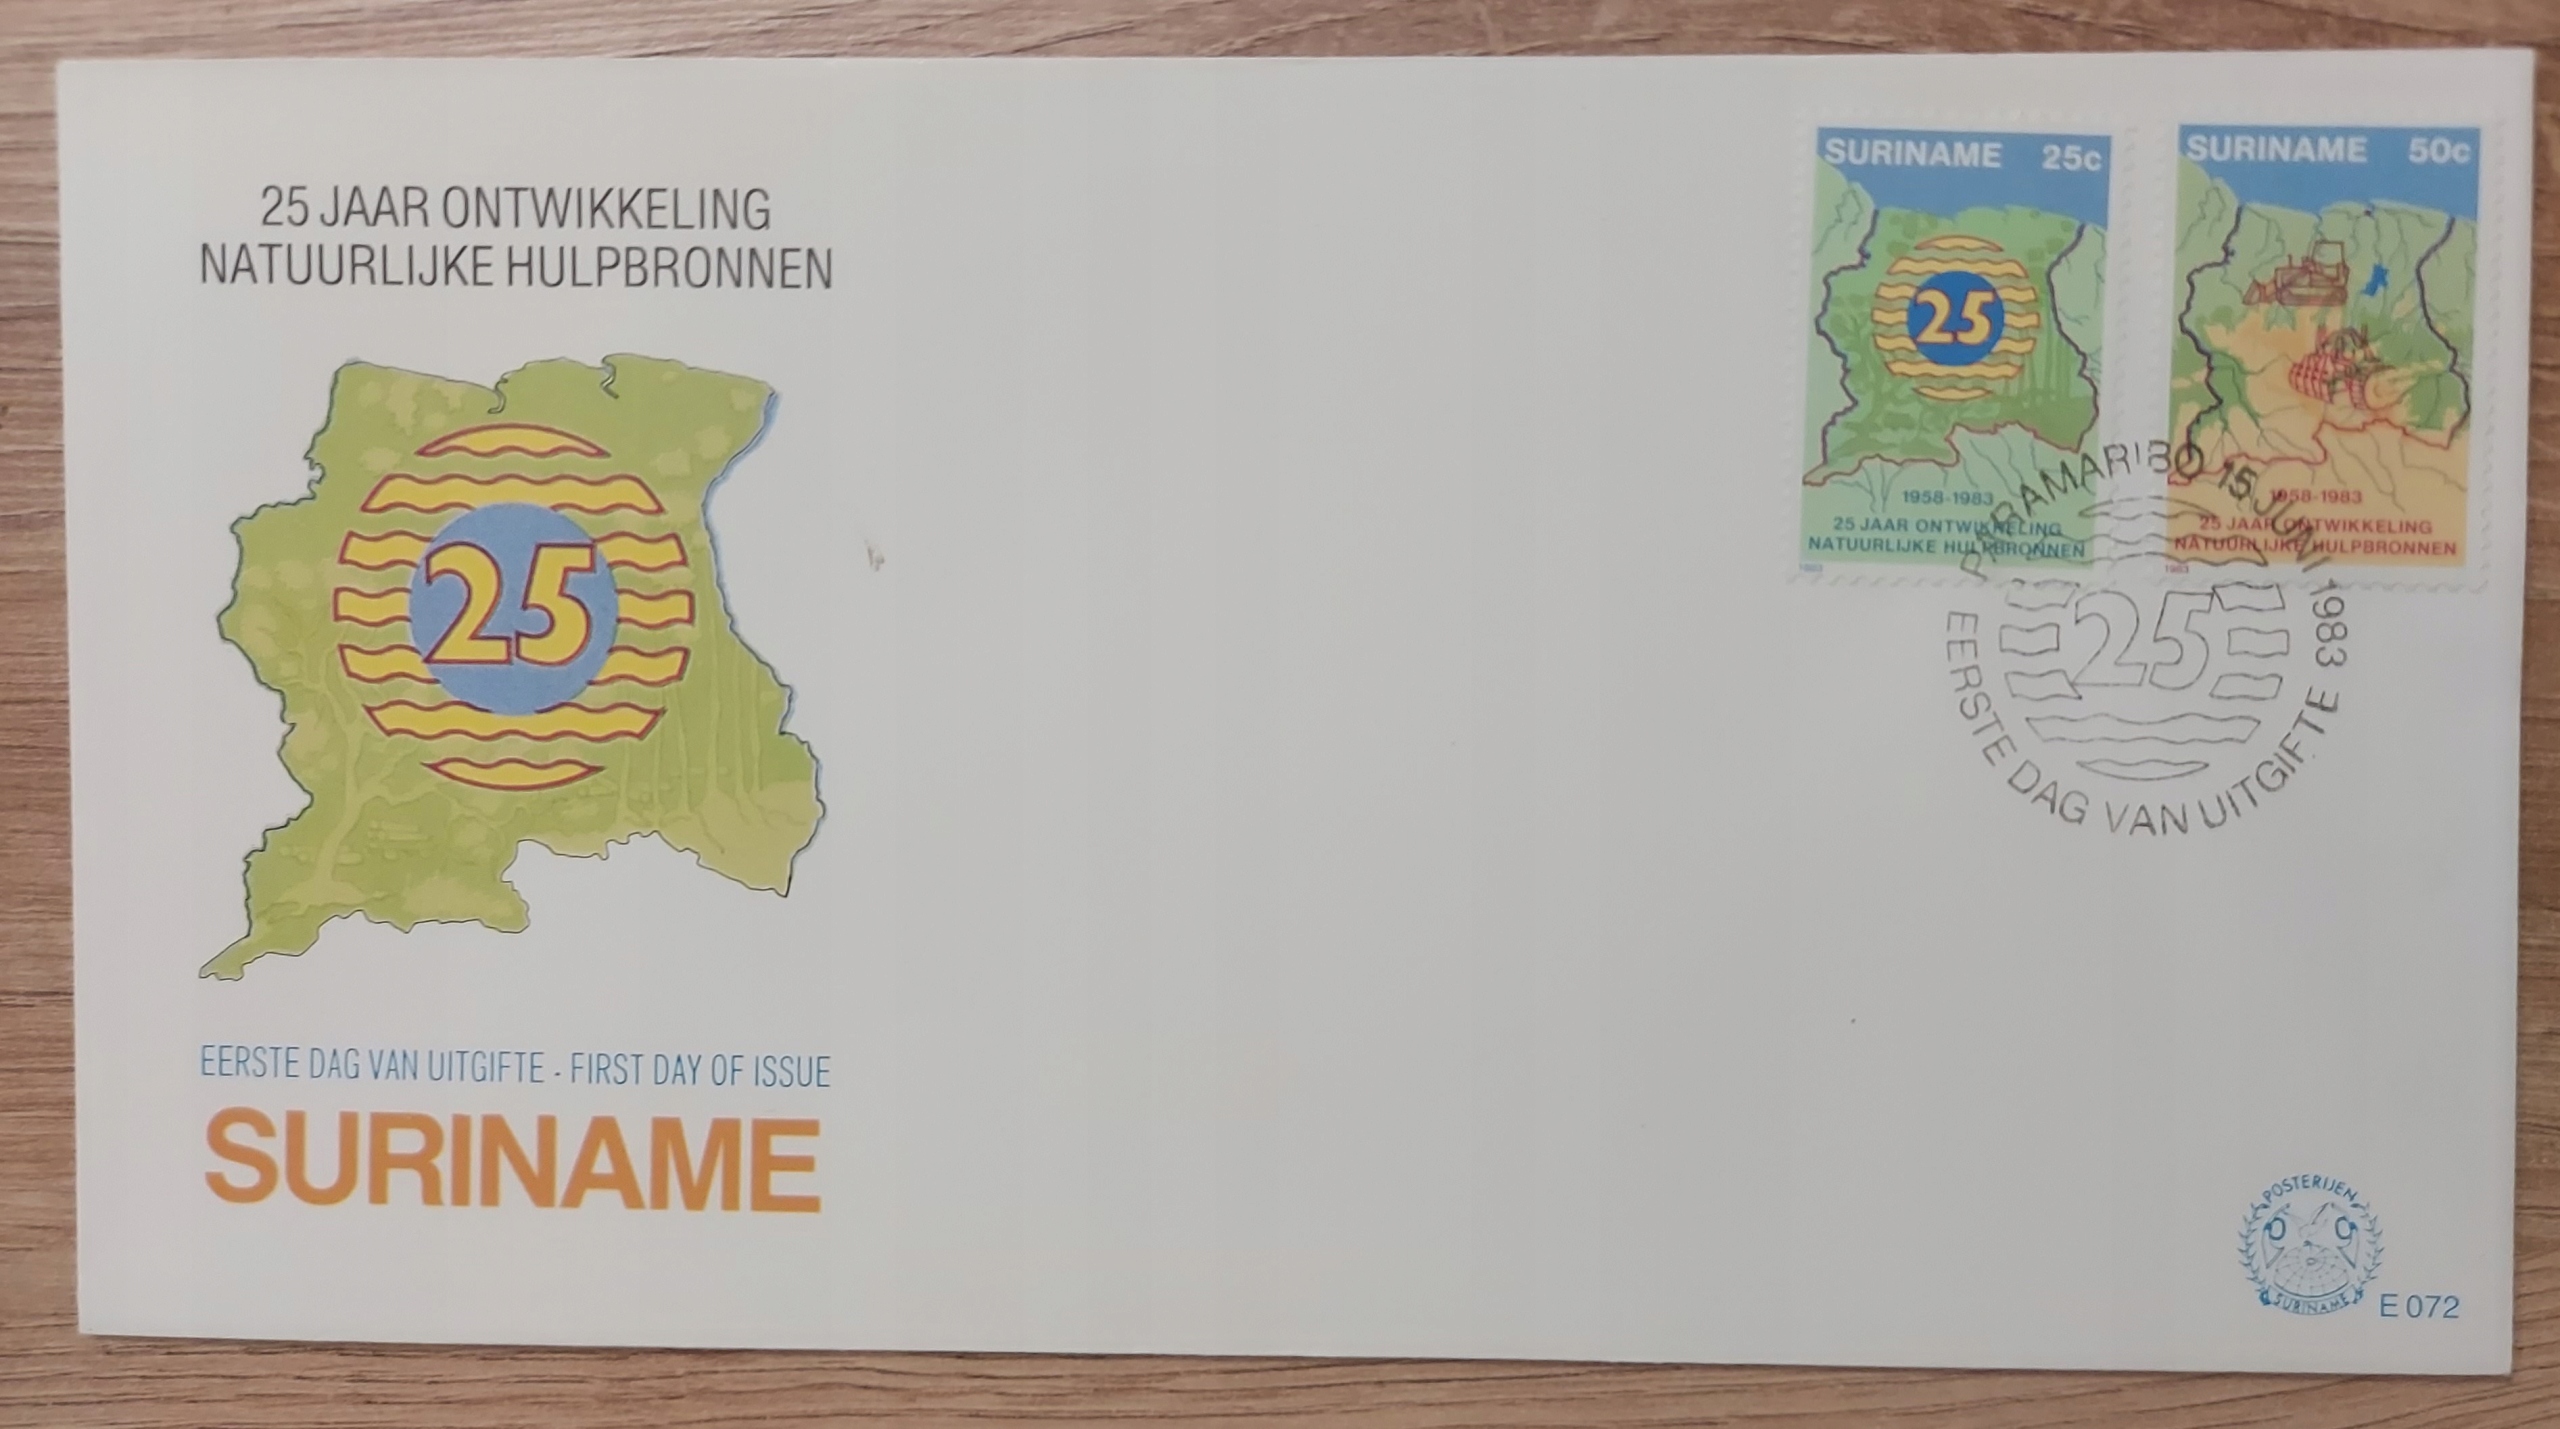 25 JAAR ONTWIKKELING
NATUURLIJKE HULPBRONNEN
25
EERSTE DAG VAN UITGIFTE - FIRST DAY OF ISSUE
SURINAME
SURINAME 25c
25
1958-1983
25 JAAR ONTWIKKELING
NATUURLIJKE HULPBRONNEN
1983
SURINAME 50c
1958-1983
25 JAAR ONTWIKKELING
NATUURLIJKE HULPBRONNEN
1983
PARAMARIBO 15 JUNI 1983
25
EERSTE DAG VAN UITGIFTE
POSTERIJEN
SURINAME
E 072